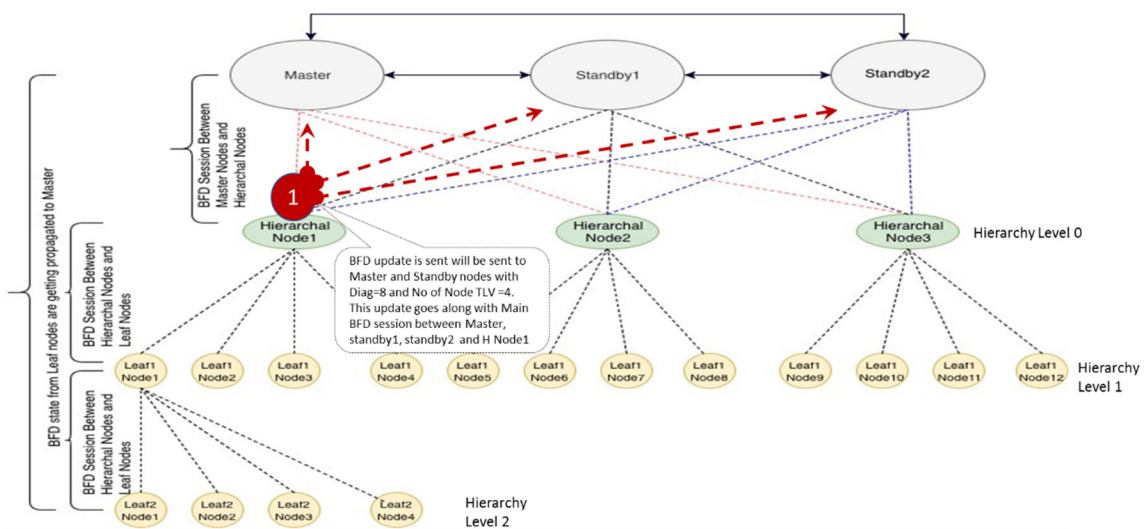 Master
Standby1
Standby2
BFD state from Leaf nodes are getting propagated to Master
BFD Session Between
Master Nodes and
Hierarchal Nodes
1
Hierarchal
Node1
Hierarchal
Node2
Hierarchal
Node3
Hierarchy Level 0
BFD update is sent will be sent to
Master and Standby nodes with
Diag=8 and No of Node TLV =4.
This update goes along with Main
BFD session between Master,
standby1, standby2 and H Node1
BFD Session Between
Hierarchal Nodes and
Leaf Nodes
Leaf1
Node1
Leaf1
Node2
Leaf1
Node3
Leaf1
Node4
Leaf1
Node5
Leaf1
Node6
Leaf1
Node7
Leaf1
Node8
Leaf1
Node9
Leaf1
Node10
Leaf1
Node11
Leaf1
Node12
Hierarchy
Level 1
BFD Session Between
Hierarchal Nodes and
Leaf Nodes
Leaf2
Node1
Leaf2
Node2
Leaf2
Node3
Leaf2
Node4
Hierarchy
Level 2